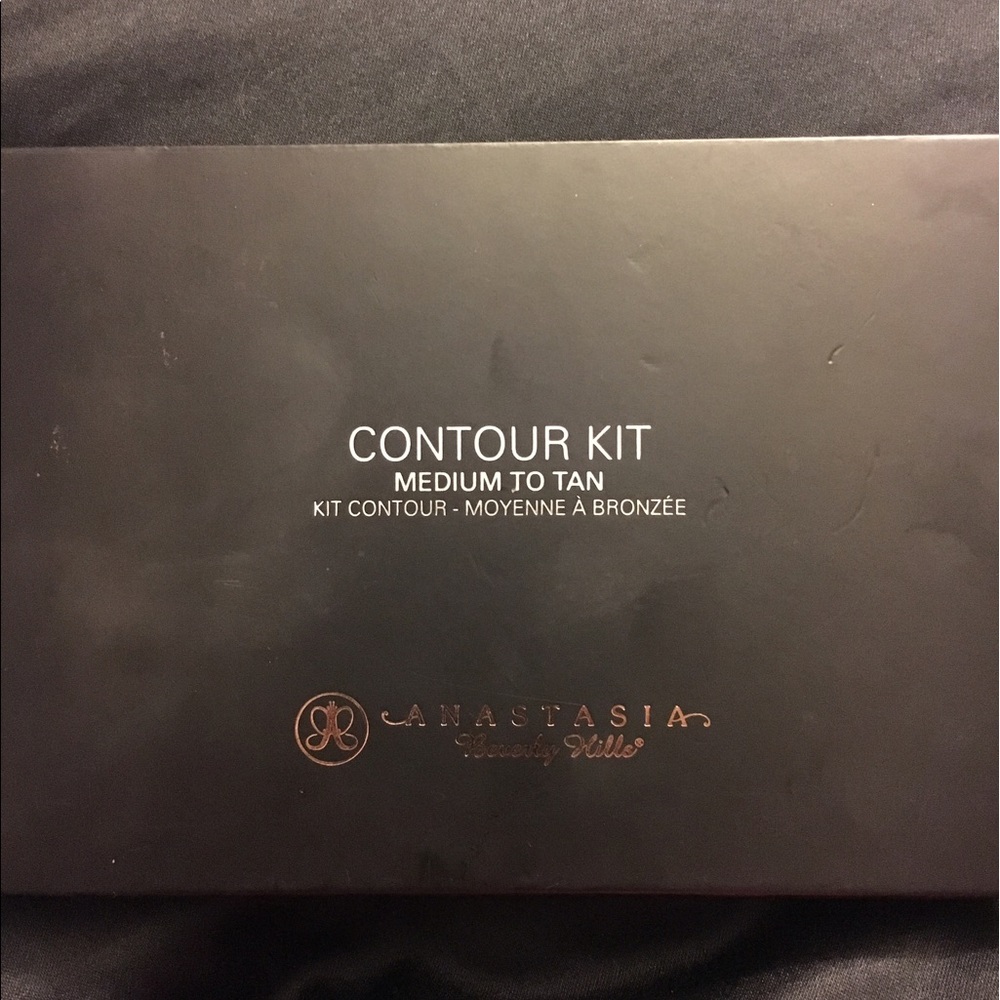 CONTOUR KIT
MEDIUM TO TAN
KIT CONTOUR - MOYENNE À BRONZÉE
ANASTASIA
Beverly Hills®